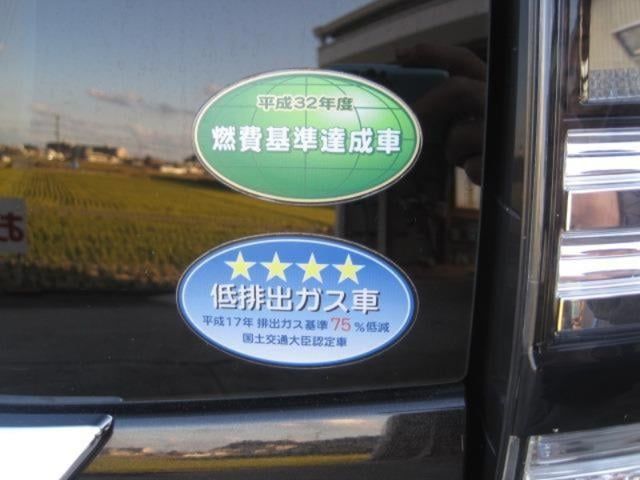 平成32年度
燃費基準達成車
★★★★
低排出ガス車
平成17年 排出ガス基準 75 %低減
国土交通大臣認定車